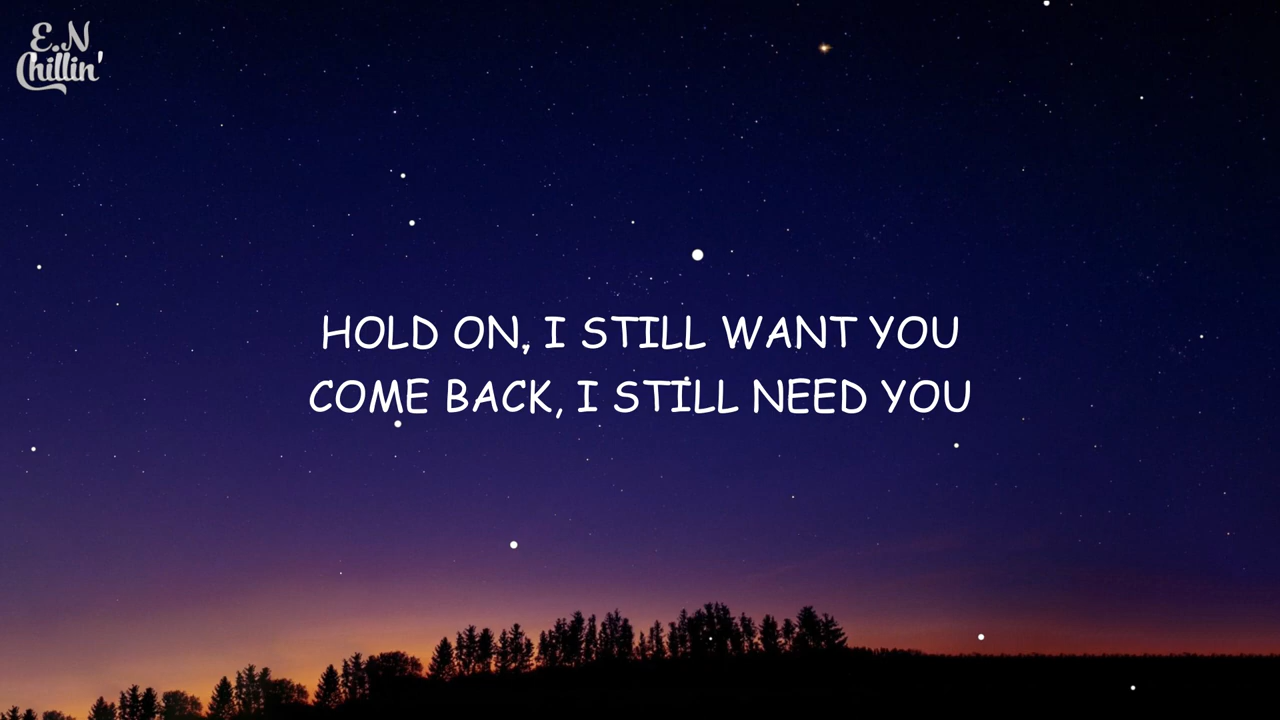 E.N
Chillin'
HOLD ON, I STILL WANT YOU
COME BACK, I STILL NEED YOU